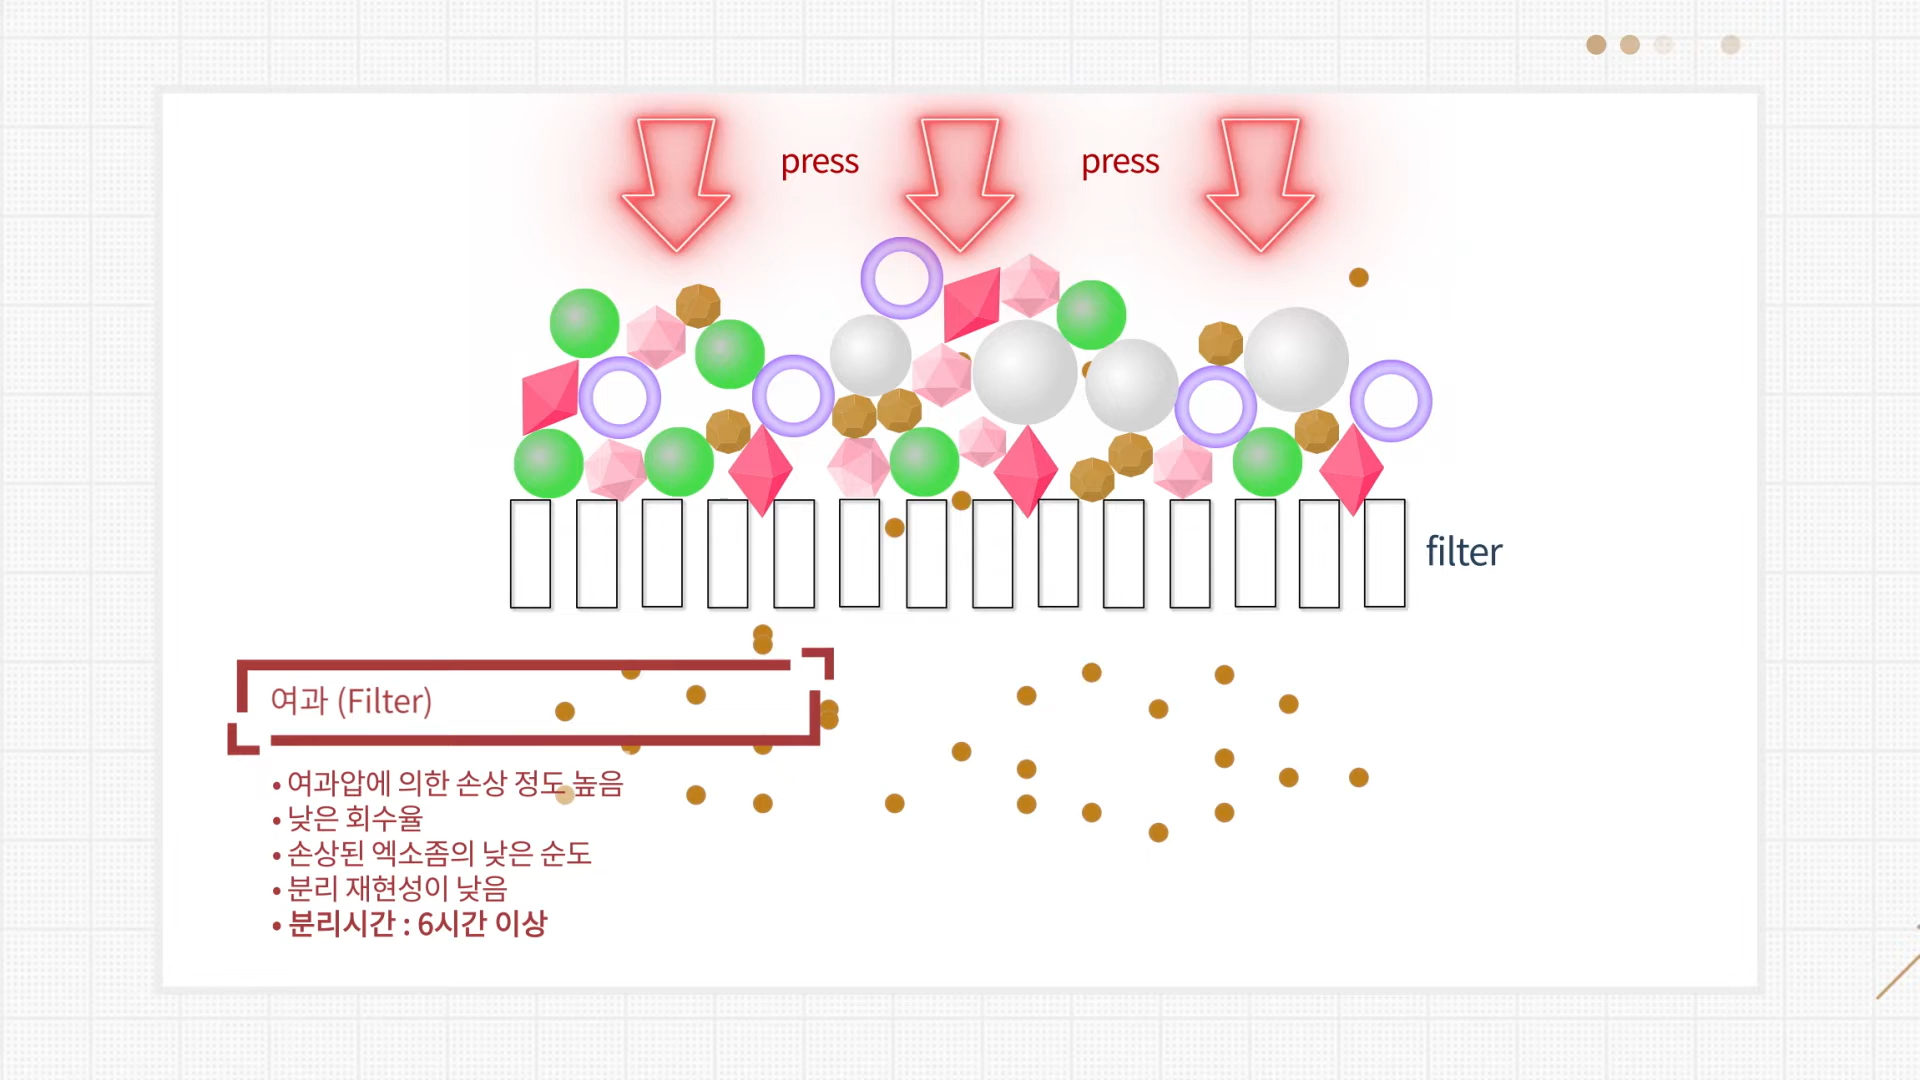 press
press
filter
여과 (Filter)
• 여과압에 의한 손상 정도 높음
• 낮은 회수율
• 손상된 엑소좀의 낮은 순도
• 분리 재현성이 낮음
• 분리시간 : 6시간 이상